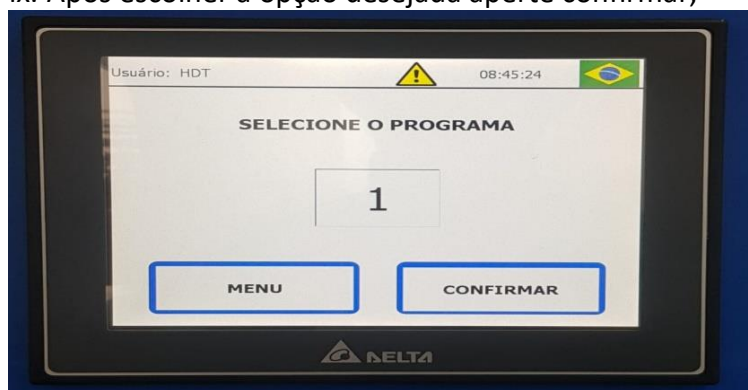 ix. Após escolher a opção desejada aperte confirmar;
Usuário: HDT 08:45:24
SELECIONE O PROGRAMA
1
MENU CONFIRMAR
DELTA